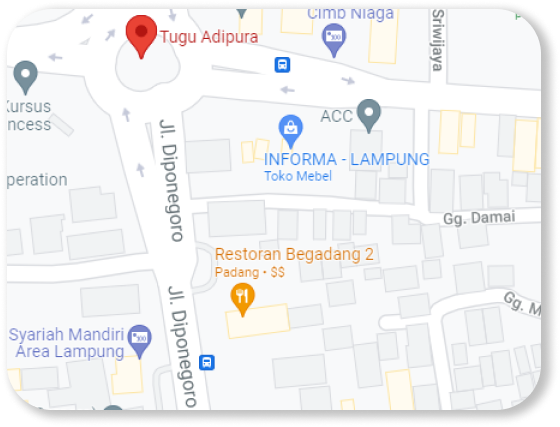 Cimb Niaga
Sriwijaya
Tugu Adipura
Kursus
ncess
ACC
INFORMA - LAMPUNG
Toko Mebel
Jl. Diponegoro
peration
Gg. Damai
Restoran Begadang 2
Padang • $$
Jl. Diponegoro
Gg. M
Syariah Mandiri
Area Lampung